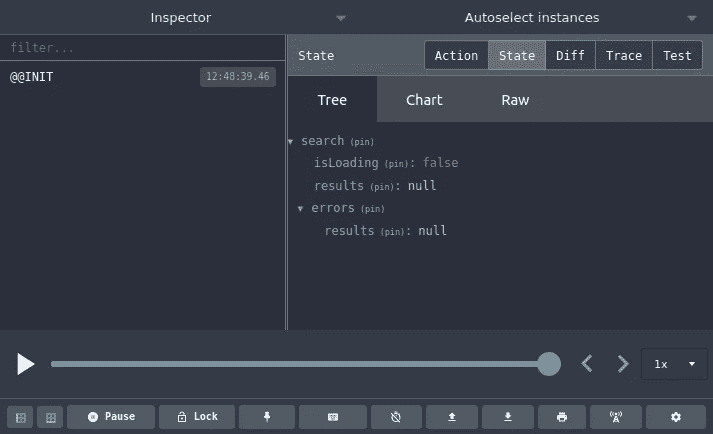 Inspector Autoselect instances
filter...
State Action State Diff Trace Test
@@INIT 12:48:39.46
Tree Chart Raw
search (pin)
isLoading (pin): false
results (pin): null
errors (pin)
results (pin): null
1x
Pause Lock